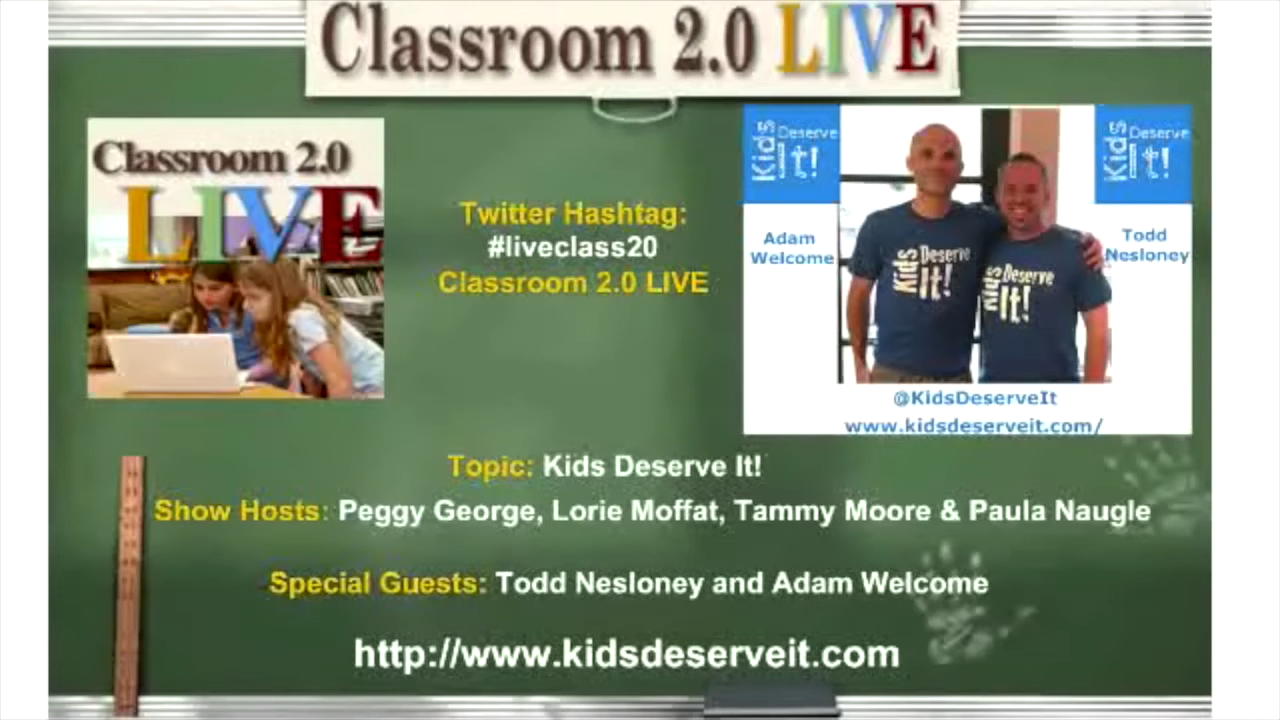 Classroom 2.0 LIVE
Classroom 2.0
LIVE
Twitter Hashtag:
#liveclass20
Classroom 2.0 LIVE
Kids Deserve It!
Kids Deserve It!
Adam
Welcome
Todd
Nesloney
Kids Deserve It!
Kids Deserve It!
@KidsDeserveIt
www.kidsdeserveit.com/
Topic: Kids Deserve It!
Show Hosts: Peggy George, Lorie Moffat, Tammy Moore & Paula Naugle
Special Guests: Todd Nesloney and Adam Welcome
http://www.kidsdeserveit.com